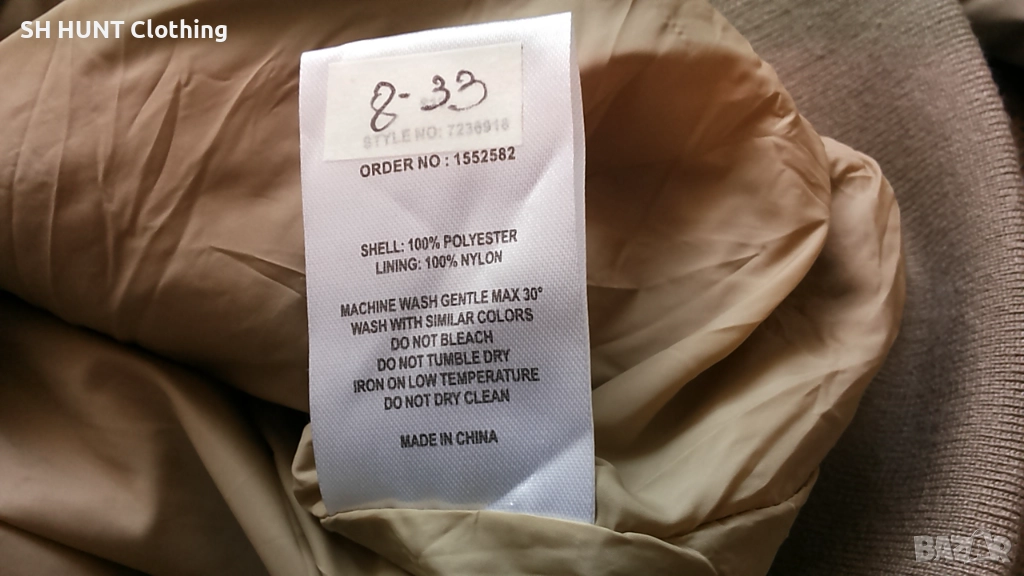 SH HUNT Clothing
8-33
STYLE NO: 7236918
ORDER NO : 1552582
SHELL: 100% POLYESTER
LINING: 100% NYLON
MACHINE WASH GENTLE MAX 30°
WASH WITH SIMILAR COLORS
DO NOT BLEACH
DO NOT TUMBLE DRY
IRON ON LOW TEMPERATURE
DO NOT DRY CLEAN
MADE IN CHINA
BAZAR